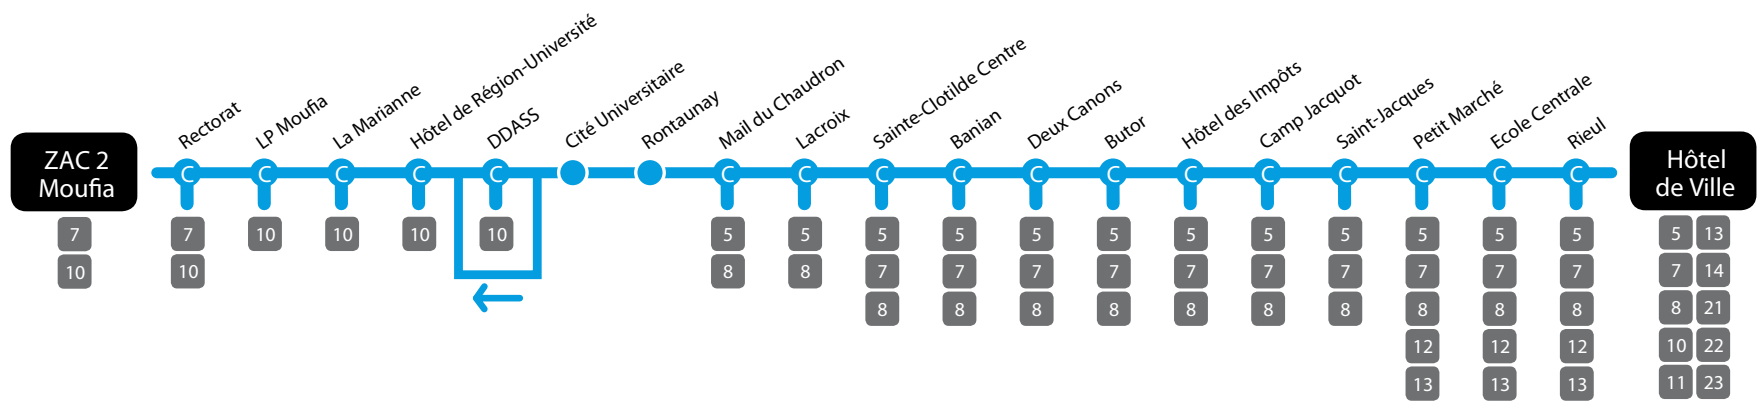 ZAC 2
Moufia
7
10
Rectorat
C
7
10
LP Moufia
C
10
La Marianne
C
10
Hôtel de Région-Université
C
10
DDASS
C
10
Cité Universitaire
Rontaunay
Mail du Chaudron
C
5
8
Lacroix
C
5
8
Sainte-Clotilde Centre
C
5
7
8
Banian
C
5
7
8
Deux Canons
C
5
7
8
Butor
C
5
7
8
Hôtel des Impôts
C
5
7
8
Camp Jacquot
C
5
7
8
Saint-Jacques
C
5
7
8
Petit Marché
C
5
7
8
12
13
Ecole Centrale
C
5
7
8
12
13
Rieul
C
5
7
8
12
13
Hôtel
de Ville
5 13
7 14
8 21
10 22
11 23